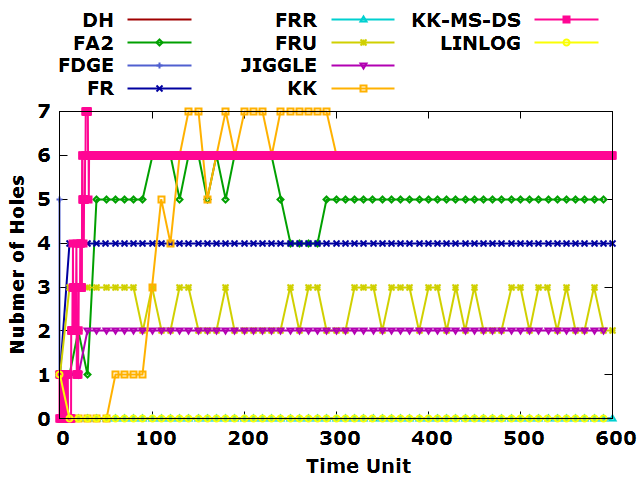 DH FRR KK-MS-DS
FA2 FRU LINLOG
FDGE JIGGLE
FR KK
7
6
5
4
3
2
1
0
Nubmer of Holes
0 100 200 300 400 500 600
Time Unit